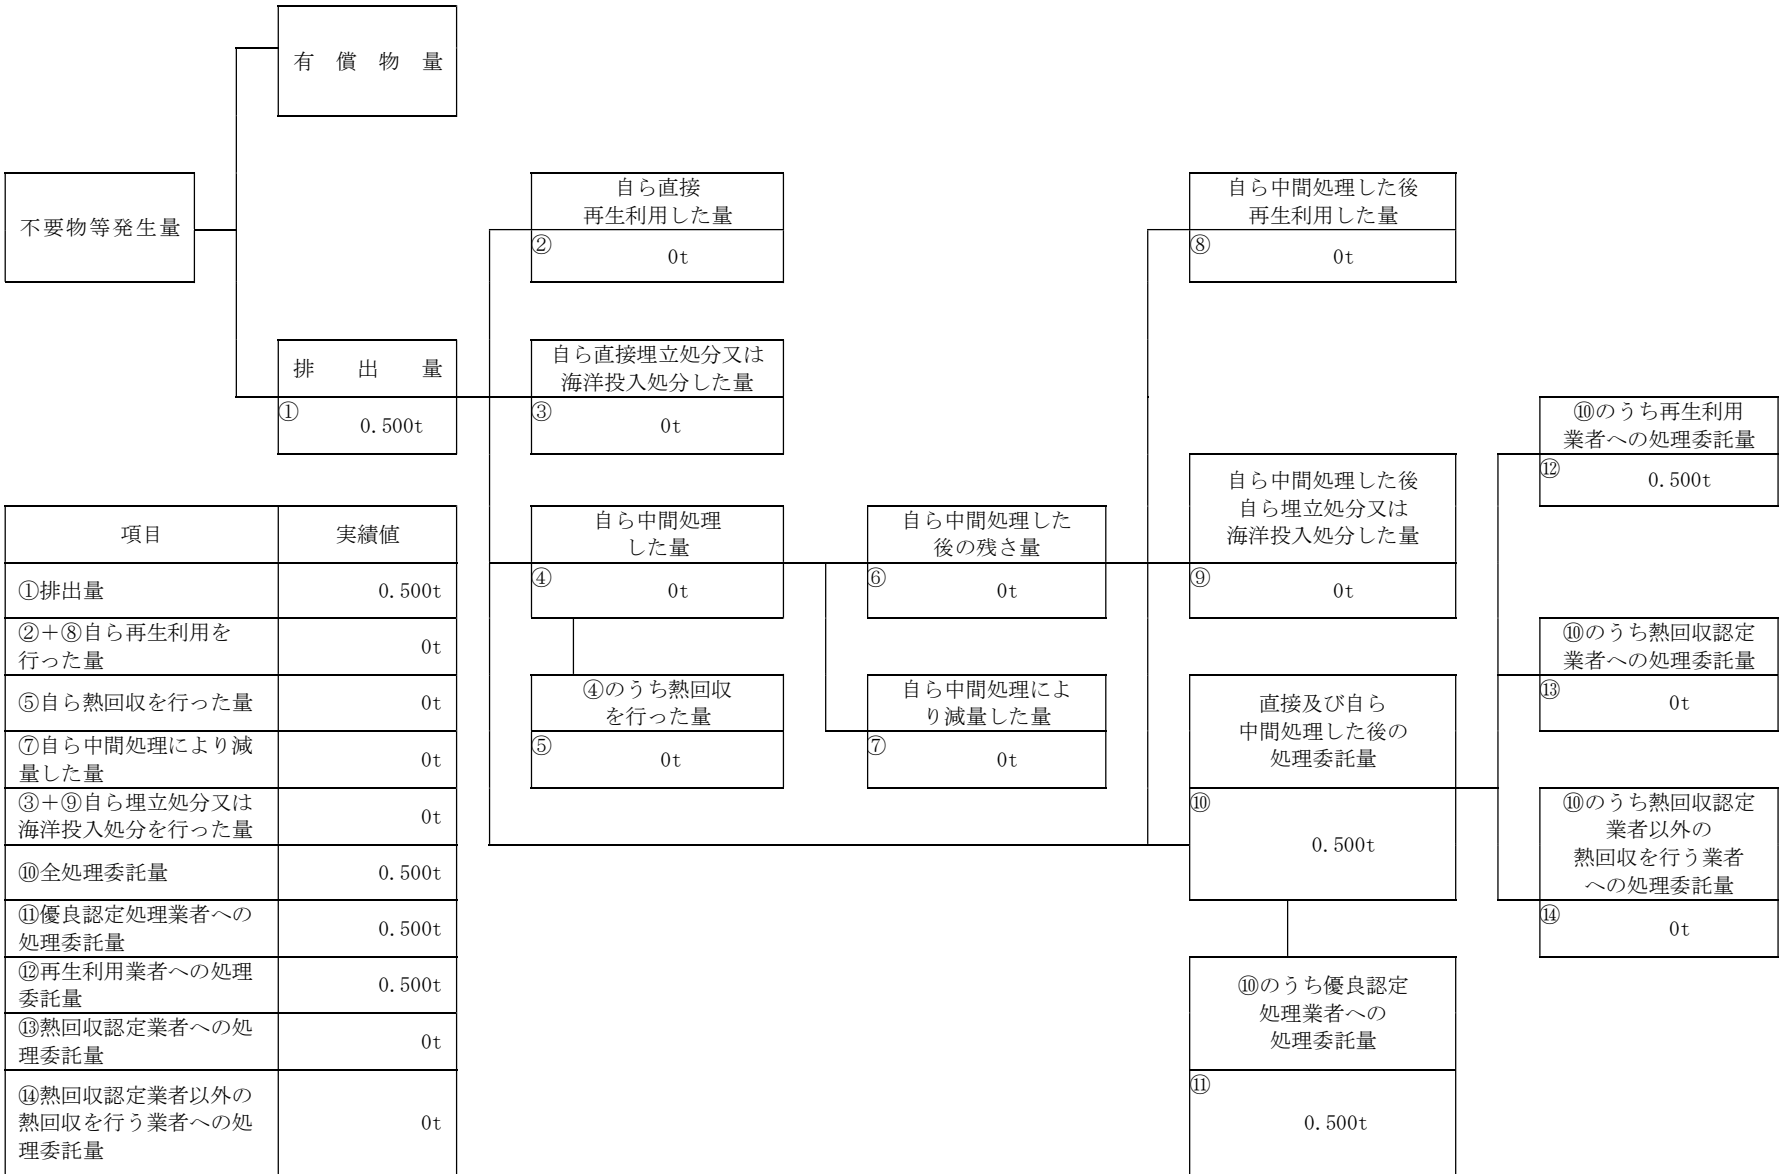 有償物量
不要物等発生量
自ら直接
再生利用した量
②
0t
自ら中間処理した後
再生利用した量
⑧
0t
排出量
①
0.500t
自ら直接埋立処分又は
海洋投入処分した量
③
0t
⑩のうち再生利用
業者への処理委託量
⑫
0.500t
自ら中間処理
した量
④
0t
自ら中間処理した
後の残さ量
⑥
0t
自ら中間処理した後
自ら埋立処分又は
海洋投入処分した量
⑨
0t
⑩のうち熱回収認定
業者への処理委託量
⑬
0t
④のうち熱回収
を行った量
⑤
0t
自ら中間処理によ
り減量した量
⑦
0t
直接及び自ら
中間処理した後の
処理委託量
⑩
0.500t
⑩のうち熱回収認定
業者以外の
熱回収を行う業者
への処理委託量
⑭
0t
⑩のうち優良認定
処理業者への
処理委託量
⑪
0.500t
項目 実績値
①排出量 0.500t
②+⑧自ら再生利用を
行った量 0t
⑤自ら熱回収を行った量 0t
⑦自ら中間処理により減
量した量 0t
③+⑨自ら埋立処分又は
海洋投入処分を行った量 0t
⑩全処理委託量 0.500t
⑪優良認定処理業者への
処理委託量 0.500t
⑫再生利用業者への処理
委託量 0.500t
⑬熱回収認定業者への処
理委託量 0t
⑭熱回収認定業者以外の
熱回収を行う業者への処
理委託量 0t